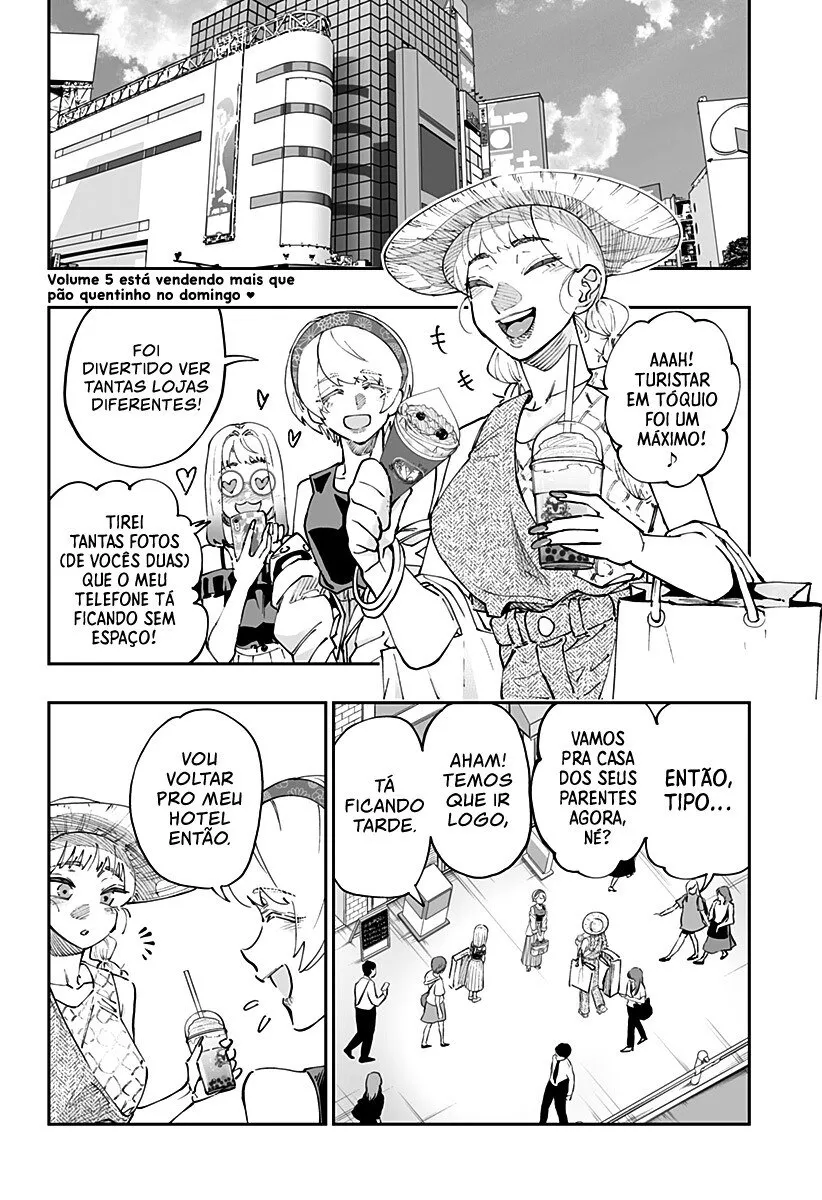 Volume 5 está vendendo mais que
pão quentinho no domingo ♥
AAAH!
TURISTAR
EM TÓQUIO
FOI UM
MÁXIMO!
♪
FOI
DIVERTIDO VER
TANTAS LOJAS
DIFERENTES!
TIREI
TANTAS FOTOS
(DE VOCÊS DUAS)
QUE O MEU
TELEFONE TÁ
FICANDO SEM
ESPAÇO!
ENTÃO,
TIPO...
VAMOS
PRA CASA
DOS SEUS
PARENTES
AGORA,
NÉ?
AHAM!
TEMOS
QUE IR
LOGO,
TÁ
FICANDO
TARDE.
VOU
VOLTAR
PRO MEU
HOTEL
ENTÃO.